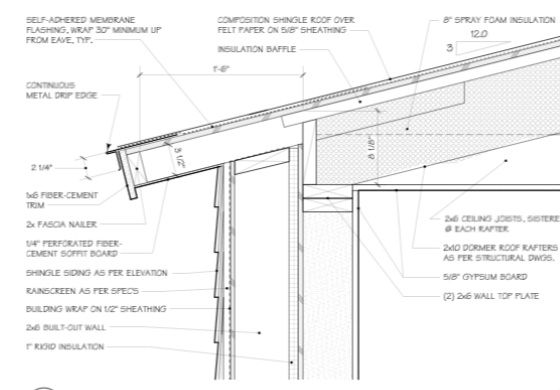 SELF-ADHERED MEMBRANE
FLASHING, WRAP 30" MINIMUM UP
FROM EAVE, TYP.
COMPOSITION SHINGLE ROOF OVER
FELT PAPER ON 5/8" SHEATHING
INSULATION BAFFLE
8" SPRAY FOAM INSULATION
12.0
3
1'-8"
CONTINUOUS
METAL DRIP EDGE
3 1/2"
8 1/8"
2 1/4"
1x6 FIBER-CEMENT
TRIM
2x FASCIA NAILER
1/4" PERFORATED FIBER-
CEMENT SOFFIT BOARD
SHINGLE SIDING AS PER ELEVATION
RAINSCREEN AS PER SPECS
BUILDING WRAP ON 1/2" SHEATHING
2x6 BUILT-OUT WALL
1" RIGID INSULATION
2x6 CEILING JOISTS, SISTERE
@ EACH RAFTER
2x10 DORMER ROOF RAFTERS
AS PER STRUCTURAL DWGS.
5/8" GYPSUM BOARD
(2) 2x6 WALL TOP PLATE